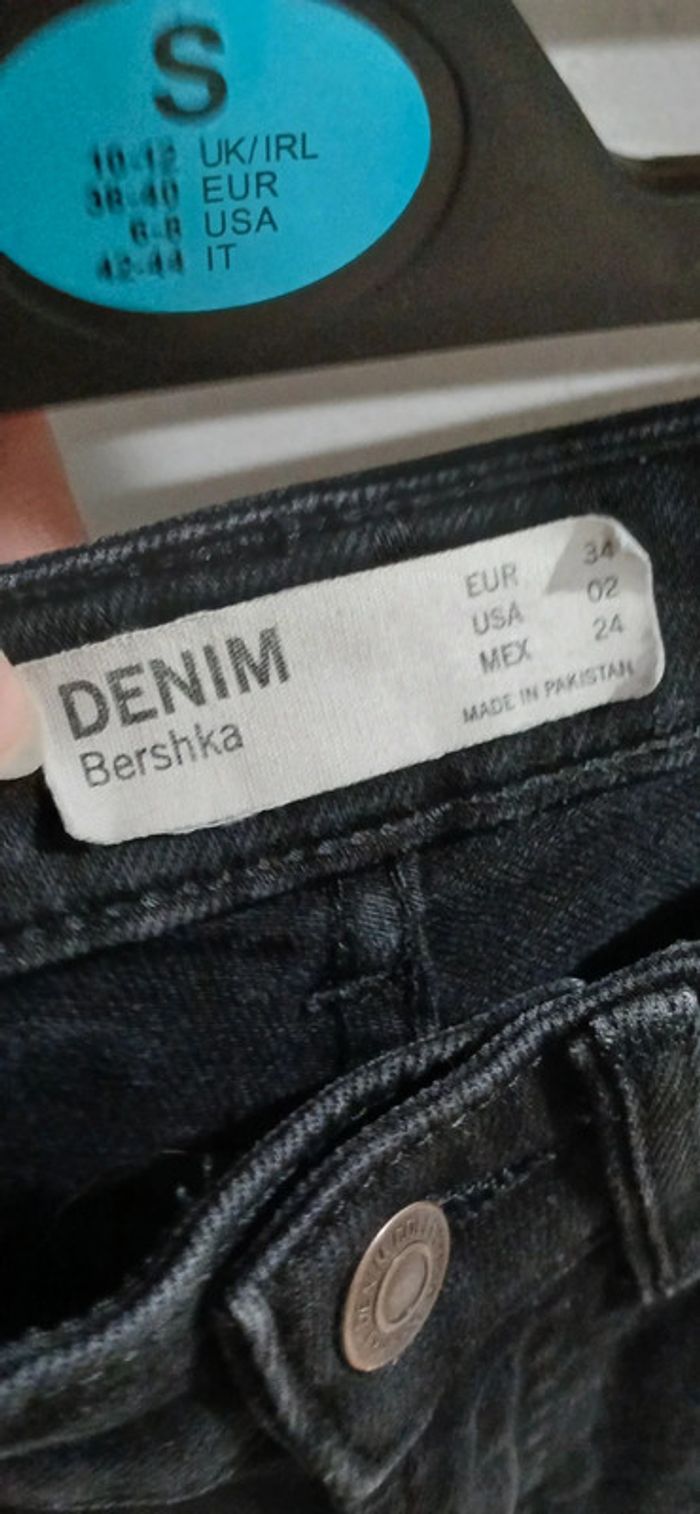 S
10-12 UK/IRL
38-40 EUR
6-8 USA
42-44 IT
DENIM
Bershka
EUR 34
USA 02
MEX 24
MADE IN PAKISTAN